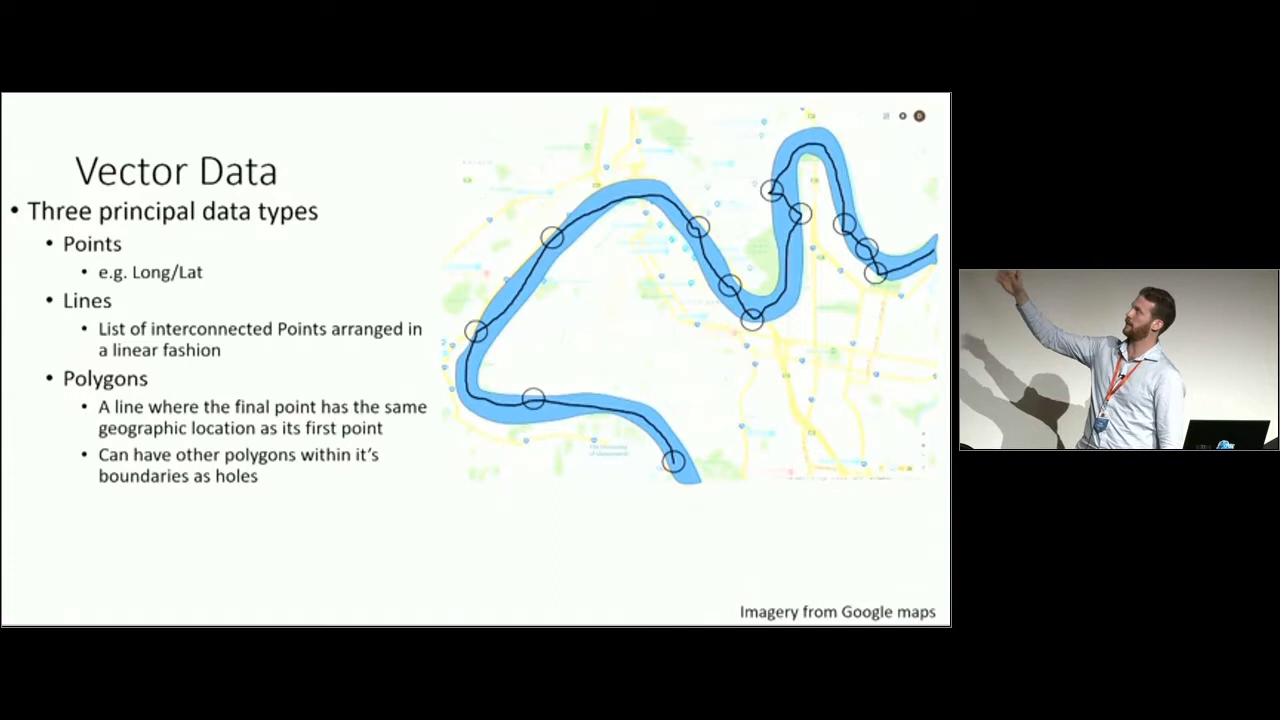 Vector Data
• Three principal data types
• Points
• e.g. Long/Lat
• Lines
• List of interconnected Points arranged in
a linear fashion
• Polygons
• A line where the final point has the same
geographic location as its first point
• Can have other polygons within it's
boundaries as holes
Imagery from Google maps